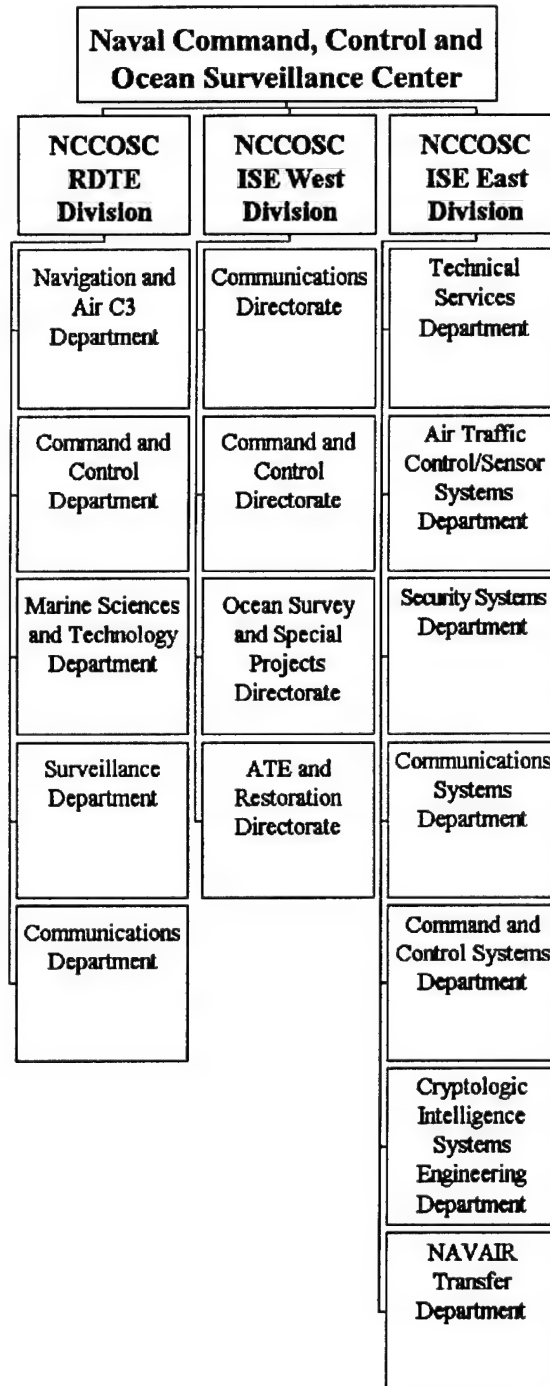 Naval Command, Control and
Ocean Surveillance Center
NCCOSC
RDTE
Division
Navigation and
Air C3
Department
Command and
Control
Department
Marine Sciences
and Technology
Department
Surveillance
Department
Communications
Department
NCCOSC
ISE West
Division
Communications
Directorate
Command and
Control
Directorate
Ocean Survey
and Special
Projects
Directorate
ATE and
Restoration
Directorate
NCCOSC
ISE East
Division
Technical
Services
Department
Air Traffic
Control/Sensor
Systems
Department
Security Systems
Department
Communications
Systems
Department
Command and
Control Systems
Department
Cryptologic
Intelligence
Systems
Engineering
Department
NAVAIR
Transfer
Department